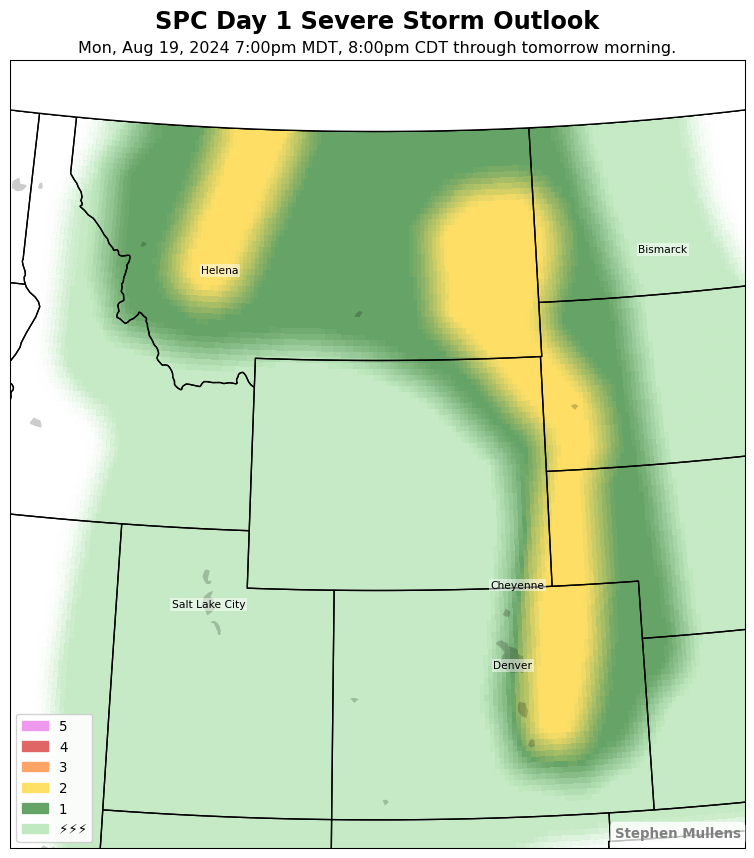 SPC Day 1 Severe Storm Outlook
Mon, Aug 19, 2024 7:00pm MDT, 8:00pm CDT through tomorrow morning.
Bismarck
Helena
Cheyenne
Salt Lake City
Denver
5
4
3
2
1
⚡⚡⚡
Stephen Mullens